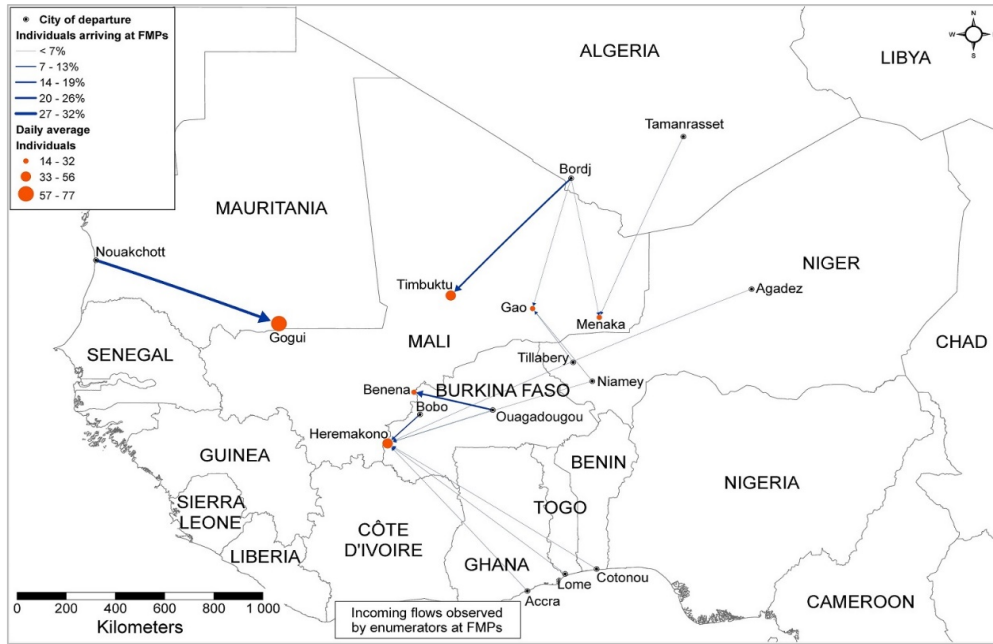 City of departure
Individuals arriving at FMPs
< 7%
7 - 13%
14 - 19%
20 - 26%
27 - 32%
Daily average
Individuals
14 - 32
33 - 56
57 - 77
N
W
S
ALGERIA
LIBYA
Tamanrasset
Bordj
MAURITANIA
Nouakchott
NIGER
Timbuktu
Agadez
Gao
Menaka
Gogui
MALI
CHAD
SENEGAL
Tillabery
Niamey
Benena
BURKINA FASO
Bobo
Ouagadougou
Heremakono
GUINEA
BENIN
NIGERIA
SIERRA
LEONE
TOGO
CÔTE
D'IVOIRE
LIBERIA
GHANA
Lome
Cotonou
Accra
CAMEROON
0 200 400 600 800 1 000
Kilometers
Incoming flows observed
by enumerators at FMPs